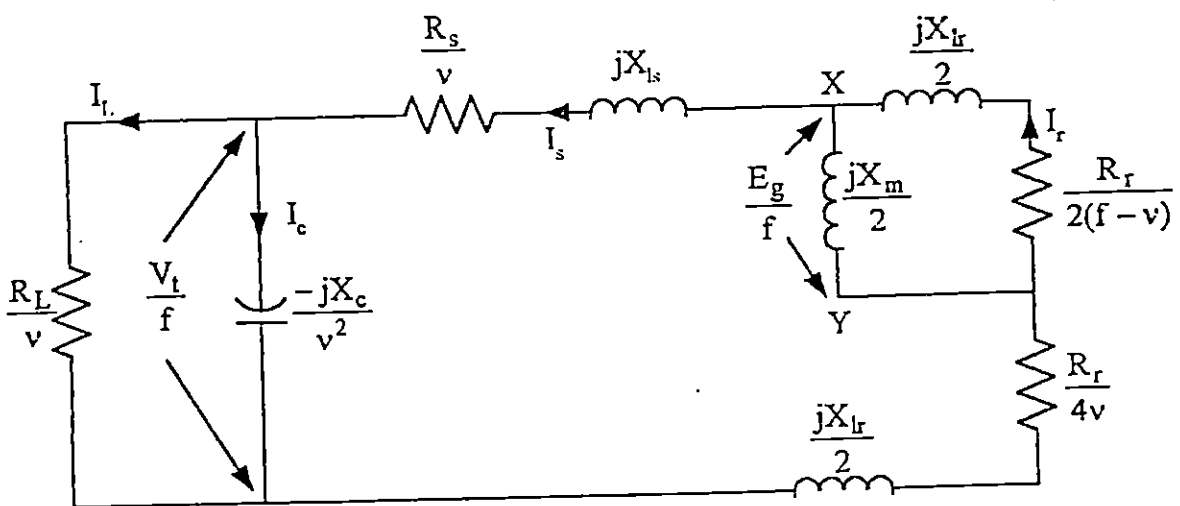 R_s/ν
jX_ls
X
jX_lr/2
I_L
I_s
I_r
E_g/f
jX_m/2
R_r/2(f − ν)
I_c
V_t/f
−jX_c/ν²
R_L/ν
Y
R_r/4ν
jX_lr/2